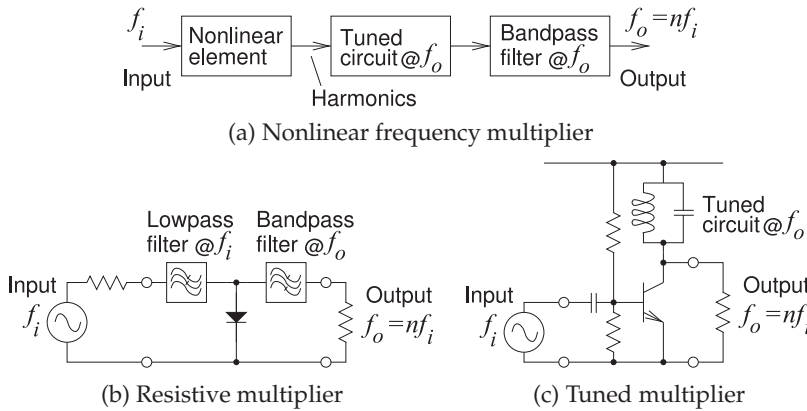 f_i
Input
Nonlinear
element
Harmonics
Tuned
circuit@f_o
Bandpass
filter@f_o
f_o=nf_i
Output
(a) Nonlinear frequency multiplier
Input
f_i
Lowpass
filter@f_i
Bandpass
filter@f_o
Output
f_o=nf_i
(b) Resistive multiplier
Input
f_i
Tuned
circuit@f_o
Output
f_o=nf_i
(c) Tuned multiplier